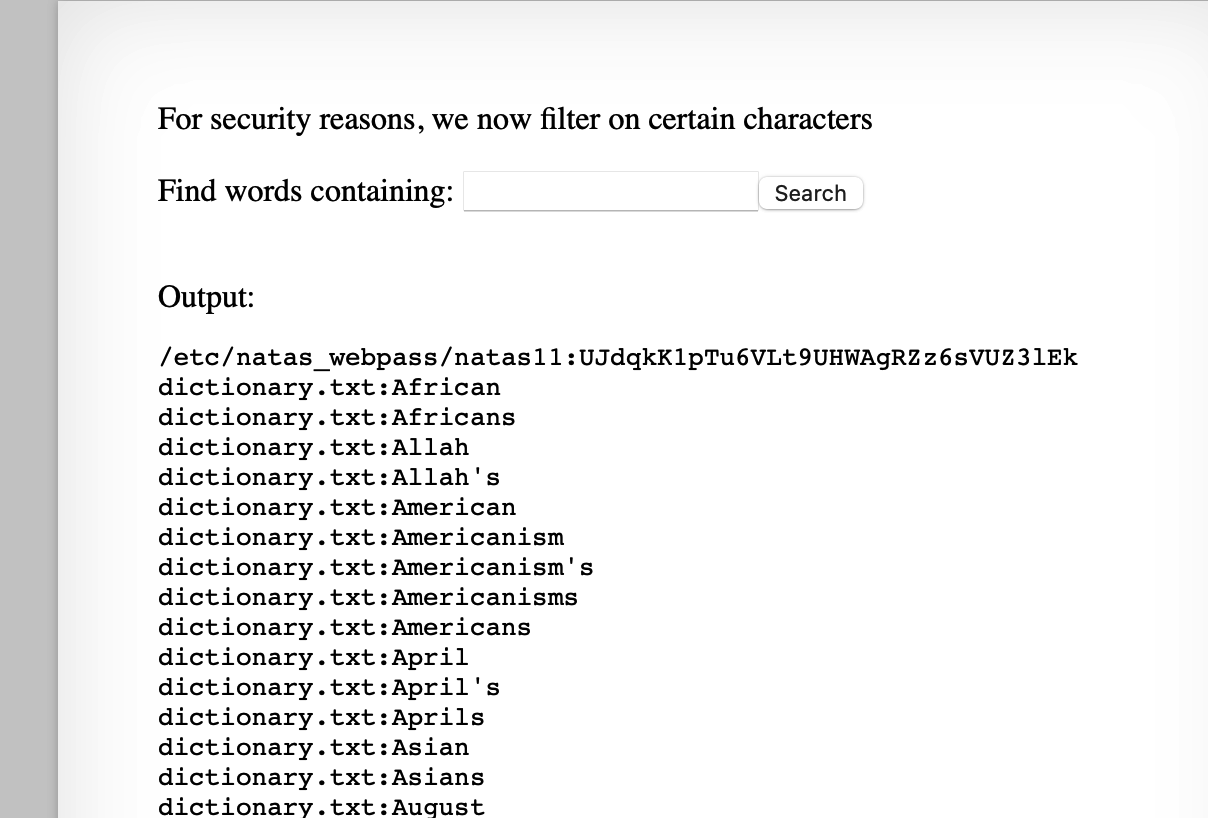 For security reasons, we now filter on certain characters
Find words containing:
Search
Output:
/etc/natas_webpass/natas11:UJdqkK1pTu6VLt9UHWAgRZz6sVUZ3lEk
dictionary.txt:African
dictionary.txt:Africans
dictionary.txt:Allah
dictionary.txt:Allah's
dictionary.txt:American
dictionary.txt:Americanism
dictionary.txt:Americanism's
dictionary.txt:Americanisms
dictionary.txt:Americans
dictionary.txt:April
dictionary.txt:April's
dictionary.txt:Aprils
dictionary.txt:Asian
dictionary.txt:Asians
dictionary.txt:August